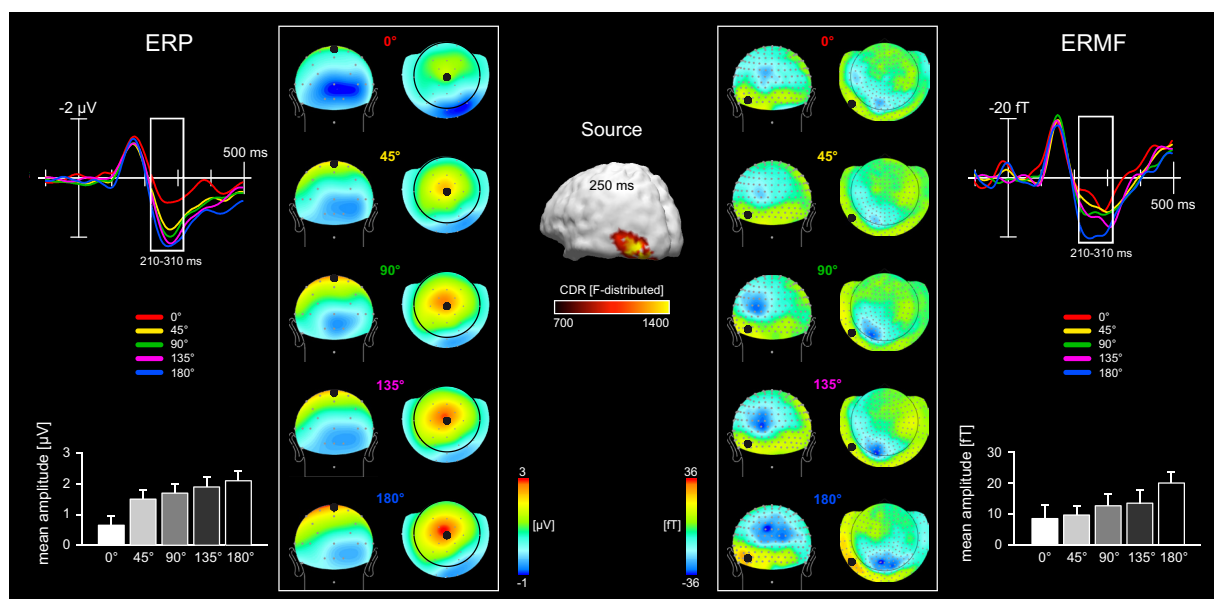 ERP
-2 µV
500 ms
210-310 ms
0°
45°
90°
135°
180°
mean amplitude [µV]
3
2
1
0
0° 45° 90° 135° 180°
0°
45°
90°
135°
180°
Source
250 ms
CDR [F-distributed]
700 1400
3
[µV]
-1
36
[fT]
-36
0°
45°
90°
135°
180°
ERMF
-20 fT
500 ms
210-310 ms
0°
45°
90°
135°
180°
mean amplitude [fT]
30
20
10
0
0° 45° 90° 135° 180°